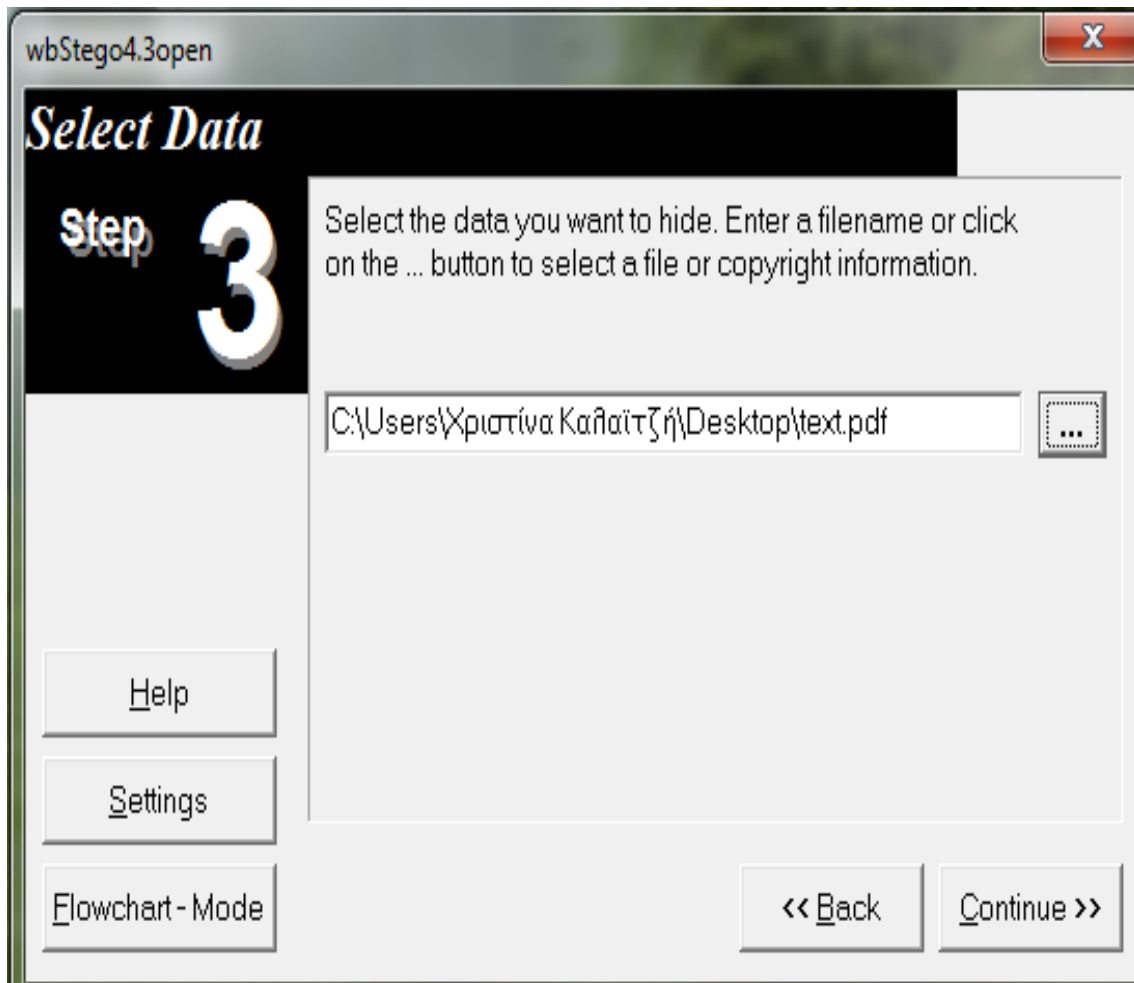 wbStego4.3open
X
Select Data
Step 3
Select the data you want to hide. Enter a filename or click
on the ... button to select a file or copyright information.
C:\Users\Χριστίνα Καλαϊτζή\Desktop\text.pdf
...
Help
Settings
Flowchart - Mode
<< Back
Continue >>